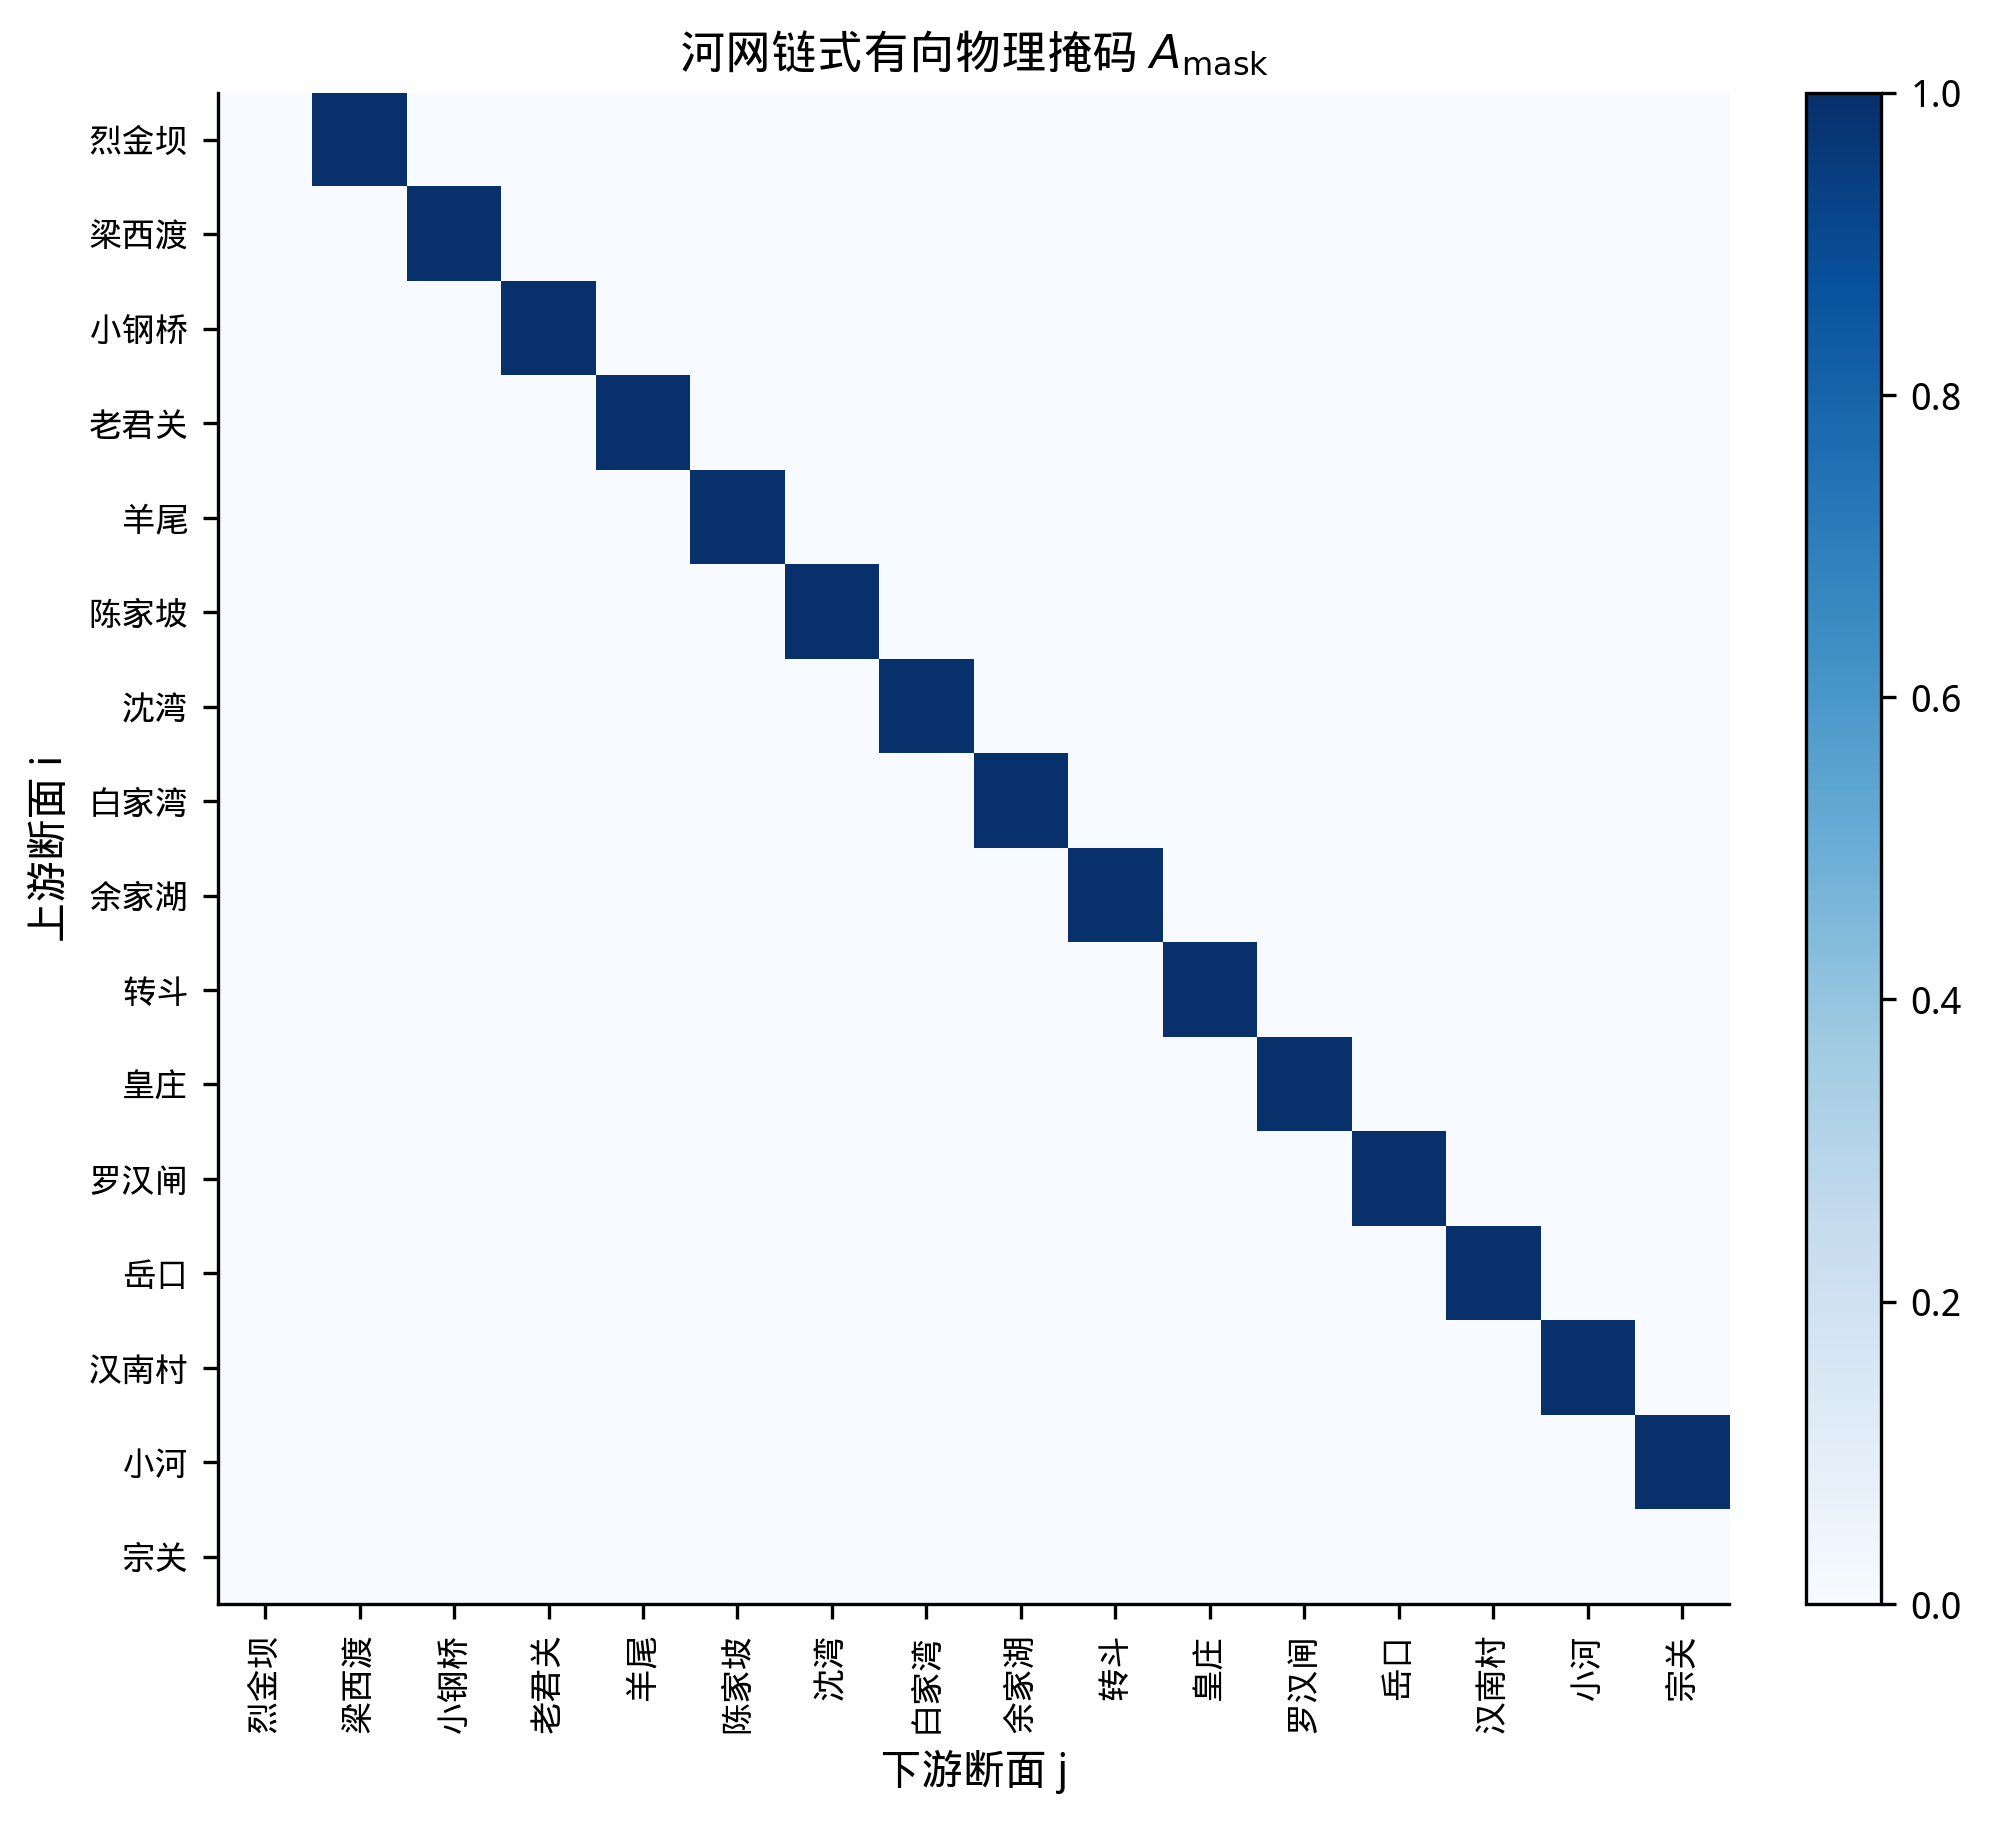 河网链式有向物理掩码 A_mask
烈金坝
梁西渡
小钢桥
老君关
羊尾
陈家坡
沈湾
白家湾
余家湖
转斗
皇庄
罗汉闸
岳口
汉南村
小河
宗关
上游断面 i
烈金坝
梁西渡
小钢桥
老君关
羊尾
陈家坡
沈湾
白家湾
余家湖
转斗
皇庄
罗汉闸
岳口
汉南村
小河
宗关
下游断面 j
1.0
0.8
0.6
0.4
0.2
0.0